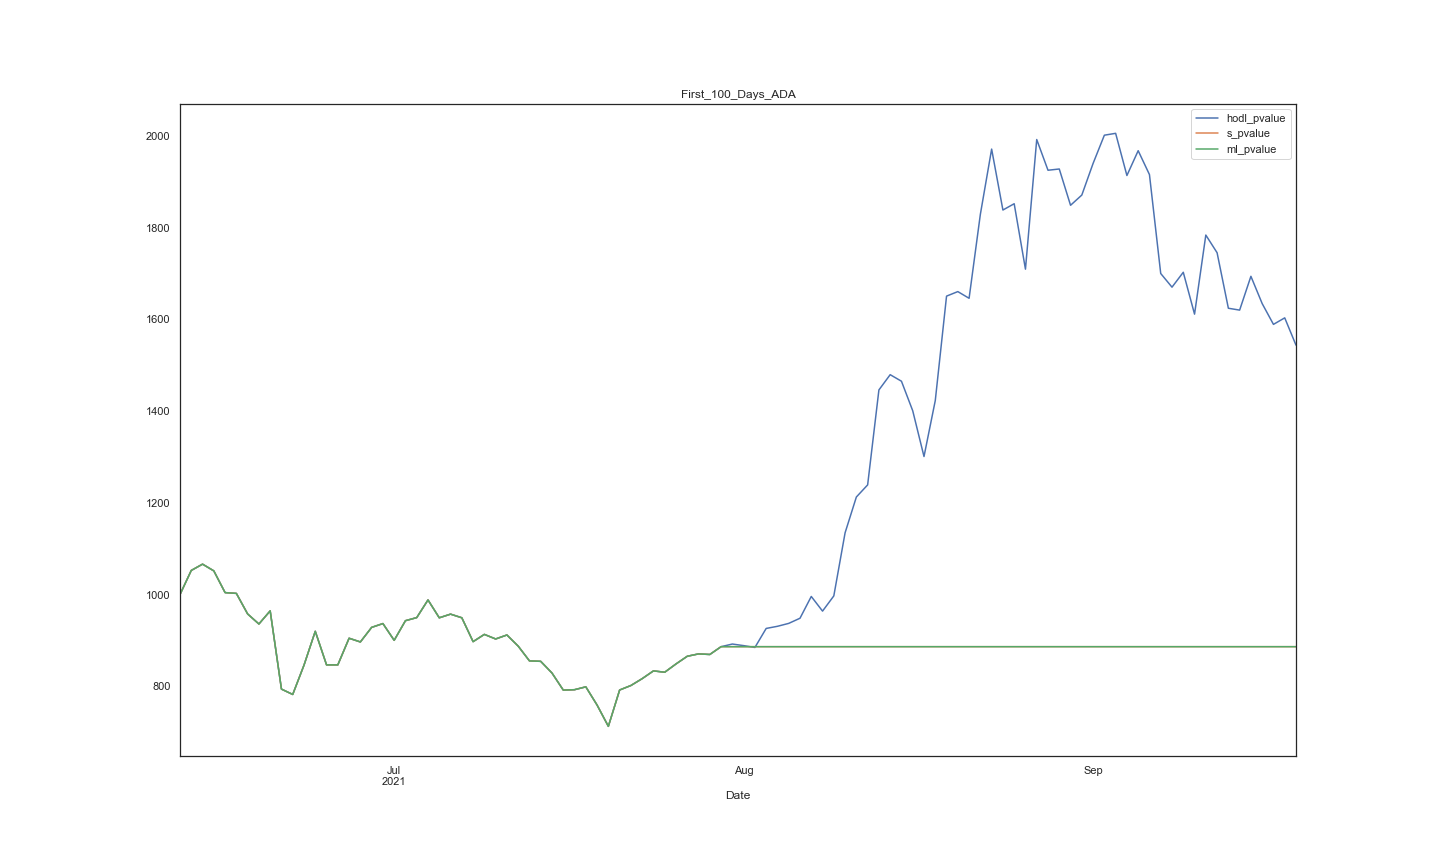 First_100_Days_ADA
hodl_pvalue
s_pvalue
ml_pvalue
2000
1800
1600
1400
1200
1000
800
Jul
2021
Aug
Sep
Date